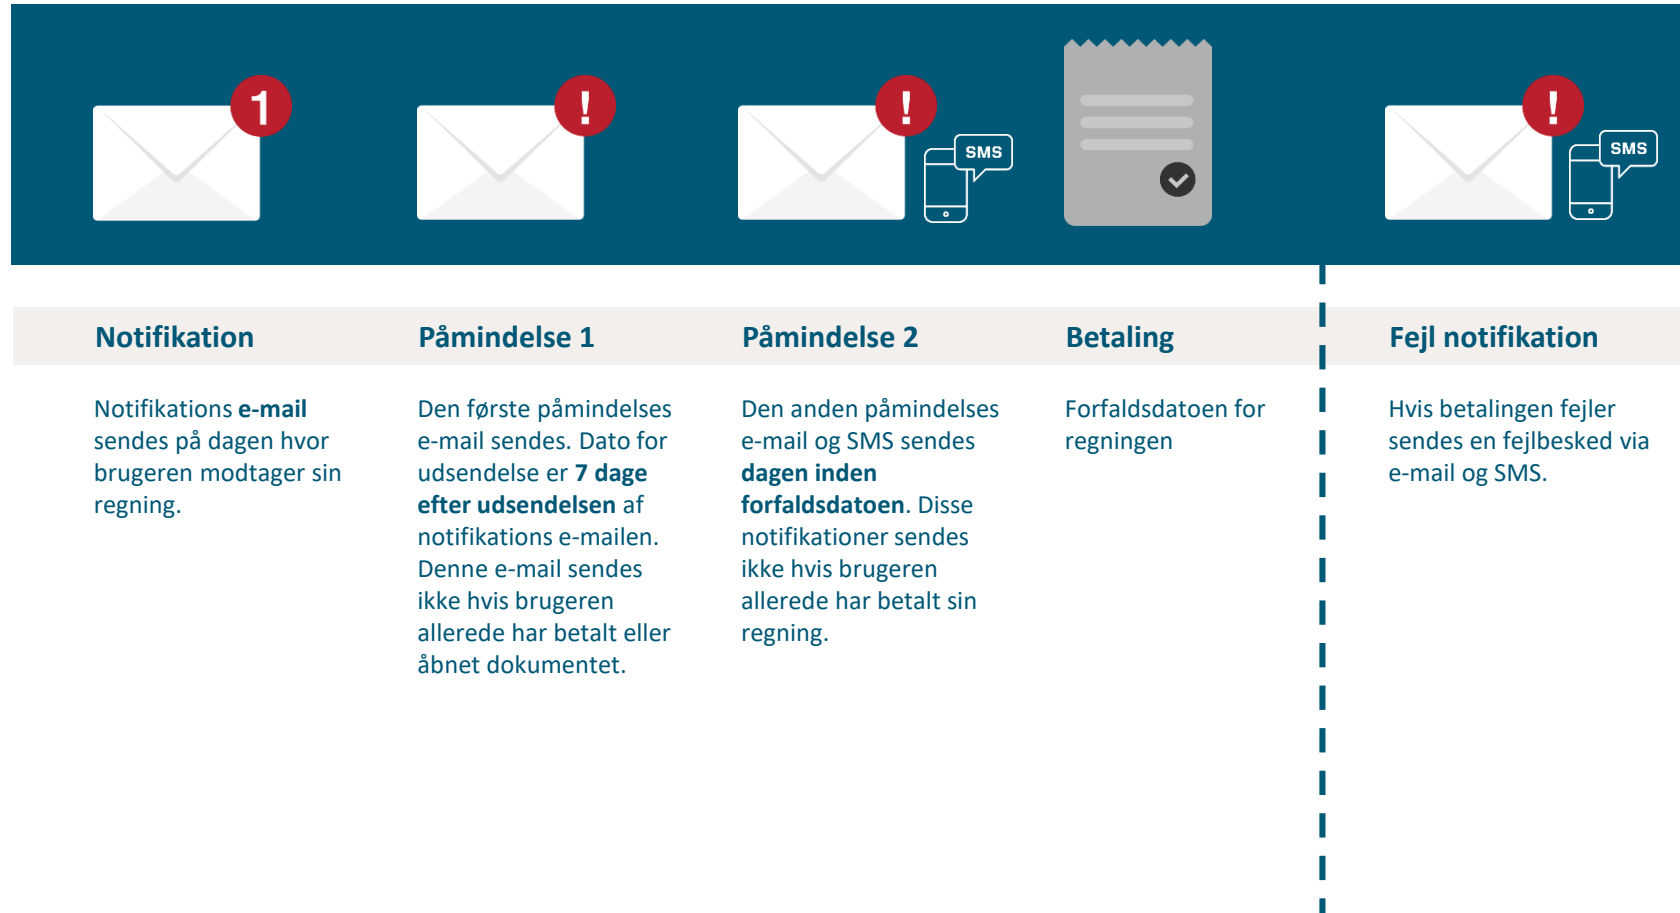 1
!
!
SMS
!
SMS
Notifikation
Påmindelse 1
Påmindelse 2
Betaling
Fejl notifikation
Notifikations e-mail
sendes på dagen hvor
brugeren modtager sin
regning.
Den første påmindelses
e-mail sendes. Dato for
udsendelse er 7 dage
efter udsendelsen af
notifikations e-mailen.
Denne e-mail sendes
ikke hvis brugeren
allerede har betalt eller
åbnet dokumentet.
Den anden påmindelses
e-mail og SMS sendes
dagen inden
forfaldsdatoen. Disse
notifikationer sendes
ikke hvis brugeren
allerede har betalt sin
regning.
Forfaldsdatoen for
regningen
Hvis betalingen fejler
sendes en fejlbesked via
e-mail og SMS.